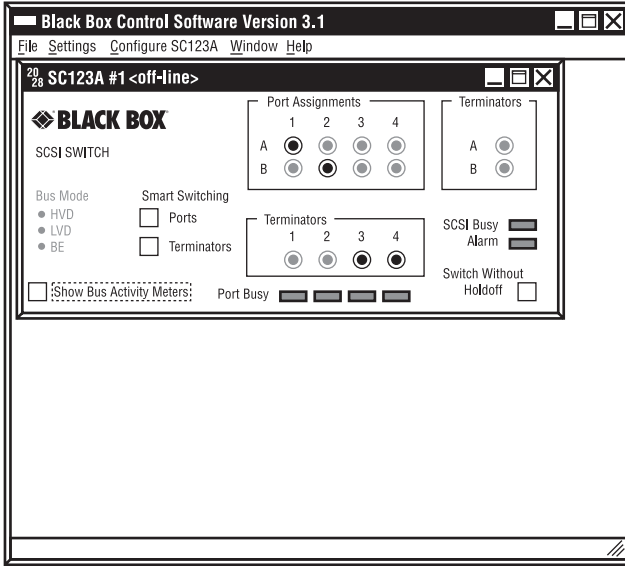 Black Box Control Software Version 3.1
File Settings Configure SC123A Window Help
20 28 SC123A #1 <off-line>
BLACK BOX
SCSI SWITCH
Port Assignments
1 2 3 4
A
B
Terminators
A
B
Bus Mode
HVD
LVD
BE
Smart Switching
Ports
Terminators
Terminators
1 2 3 4
SCSI Busy
Alarm
Switch Without
Holdoff
Show Bus Activity Meters
Port Busy